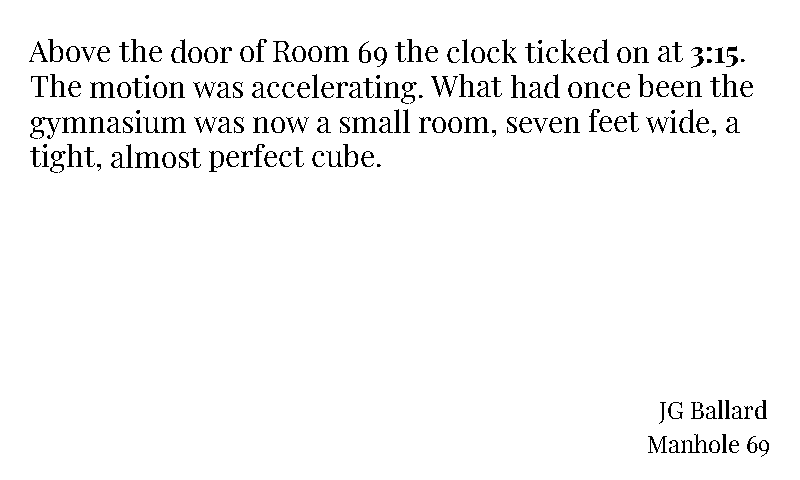 Above the door of Room 69 the clock ticked on at 3:15.
The motion was accelerating. What had once been the
gymnasium was now a small room, seven feet wide, a
tight, almost perfect cube.
JG Ballard
Manhole 69